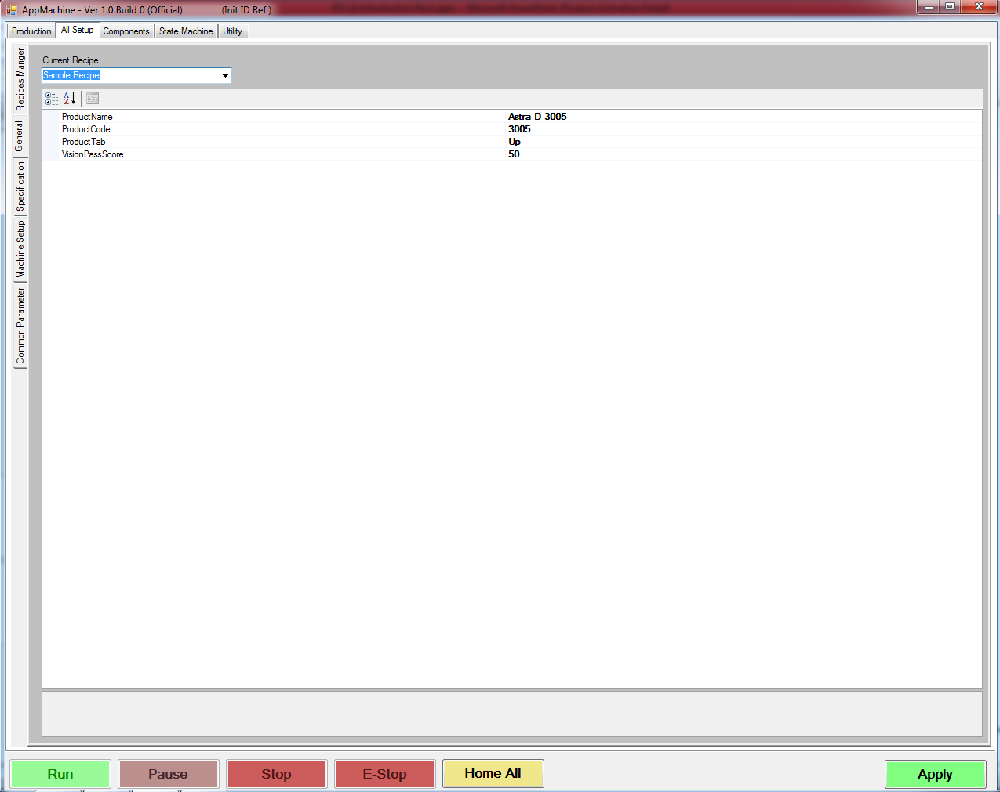 AppMachine - Ver 1.0 Build 0 (Official) (Init ID Ref )
Production All Setup Components State Machine Utility
Recipes Manger
General
Specification
Machine Setup
Common Parameter
Current Recipe
Sample Recipe
ProductName Astra D 3005
ProductCode 3005
ProductTab Up
VisionPassScore 50
Run Pause Stop E-Stop Home All Apply